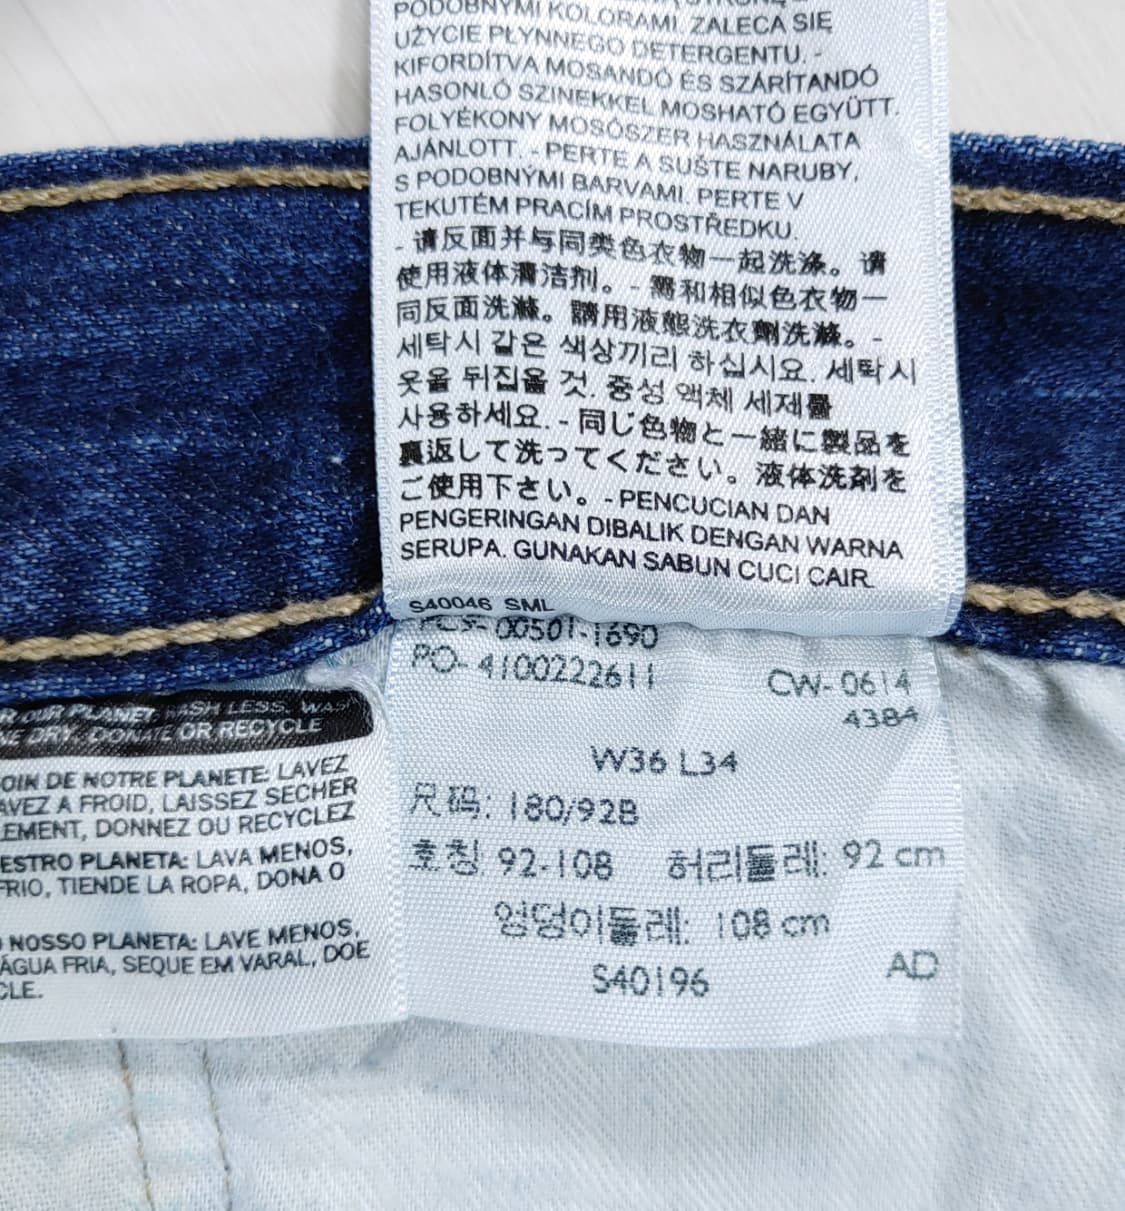 PODOBNYMI KOLORAMI. ZALECA SIĘ
UŻYCIE PŁYNNEGO DETERGENTU. -
KIFORDÍTVA MOSANDÓ ÉS SZÁRÍTANDÓ
HASONLÓ SZINEKKEL MOSHATÓ EGYÜTT.
FOLYÉKONY MOSÓSZER HASZNÁLATA
AJÁNLOTT. - PERTE A SUŠTE NARUBY,
S PODOBNÝMI BARVAMI. PERTE V
TEKUTÉM PRACÍM PROSTŘEDKU.
- 请反面并与同类色衣物一起洗涤。请
使用液体清洁剂。- 需和相似色衣物一
同反面洗滌。請用液態洗衣劑洗滌。-
세탁시 같은 색상끼리 하십시요. 세탁시
옷을 뒤집을 것. 중성 액체 세제를
사용하세요. - 同じ色物と一緒に製品を
裏返して洗ってください。液体洗剤を
ご使用下さい。- PENCUCIAN DAN
PENGERINGAN DIBALIK DENGAN WARNA
SERUPA. GUNAKAN SABUN CUCI CAIR.
S40046 SML
00501-1690
PO- 4100222611
CW- 0614
4384
W36 L34
尺码: 180/92B
호칭: 92-108 허리둘레: 92 cm
엉덩이둘레: 108 cm
S40196
AD
R OUR PLANET: WASH LESS, WASH
DRY, DONATE OR RECYCLE
OIN DE NOTRE PLANETE: LAVEZ
AVEZ A FROID, LAISSEZ SECHER
LEMENT, DONNEZ OU RECYCLEZ
ESTRO PLANETA: LAVA MENOS,
FRIO, TIENDE LA ROPA, DONA O
NOSSO PLANETA: LAVE MENOS,
ÁGUA FRIA, SEQUE EM VARAL, DOE
CLE.